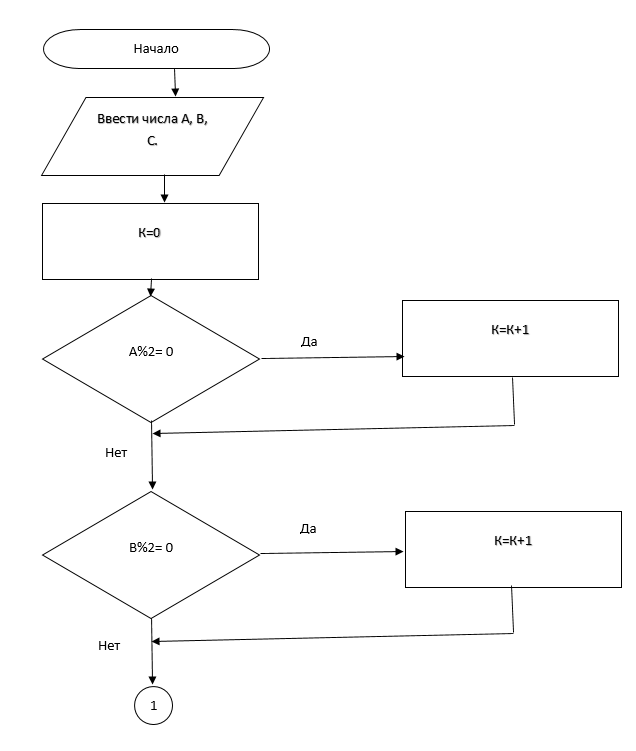 Начало
Ввести числа А, В,
С.
К=0
А%2= 0
Да
К=К+1
Нет
В%2= 0
Да
К=К+1
Нет
1